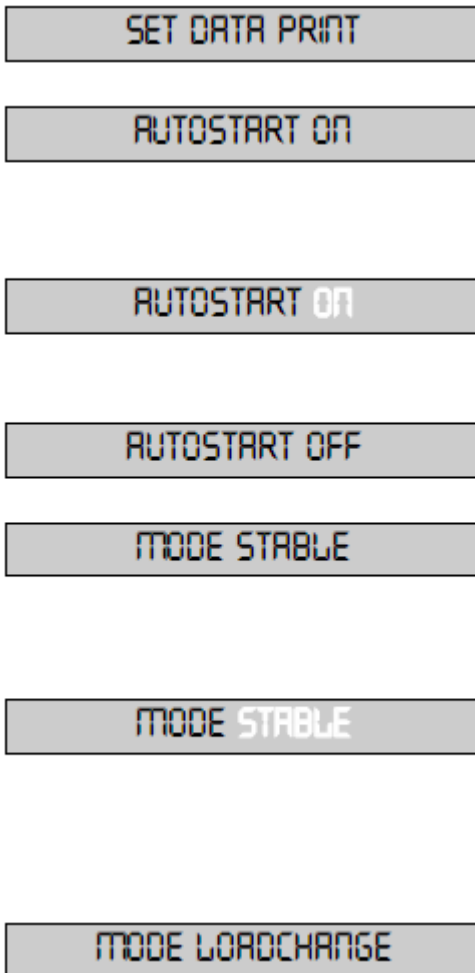 SET DATA PRINT
AUTOSTART ON
AUTOSTART ON
AUTOSTART OFF
MODE STABLE
MODE STABLE
MODE LOADCHANGE